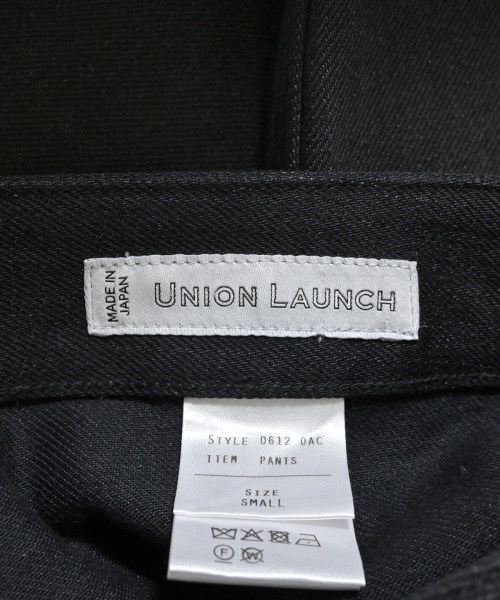 MADE IN
JAPAN
UNION LAUNCH
STYLE 0612 0AC
ITEM PANTS
SIZE
SMALL
F W